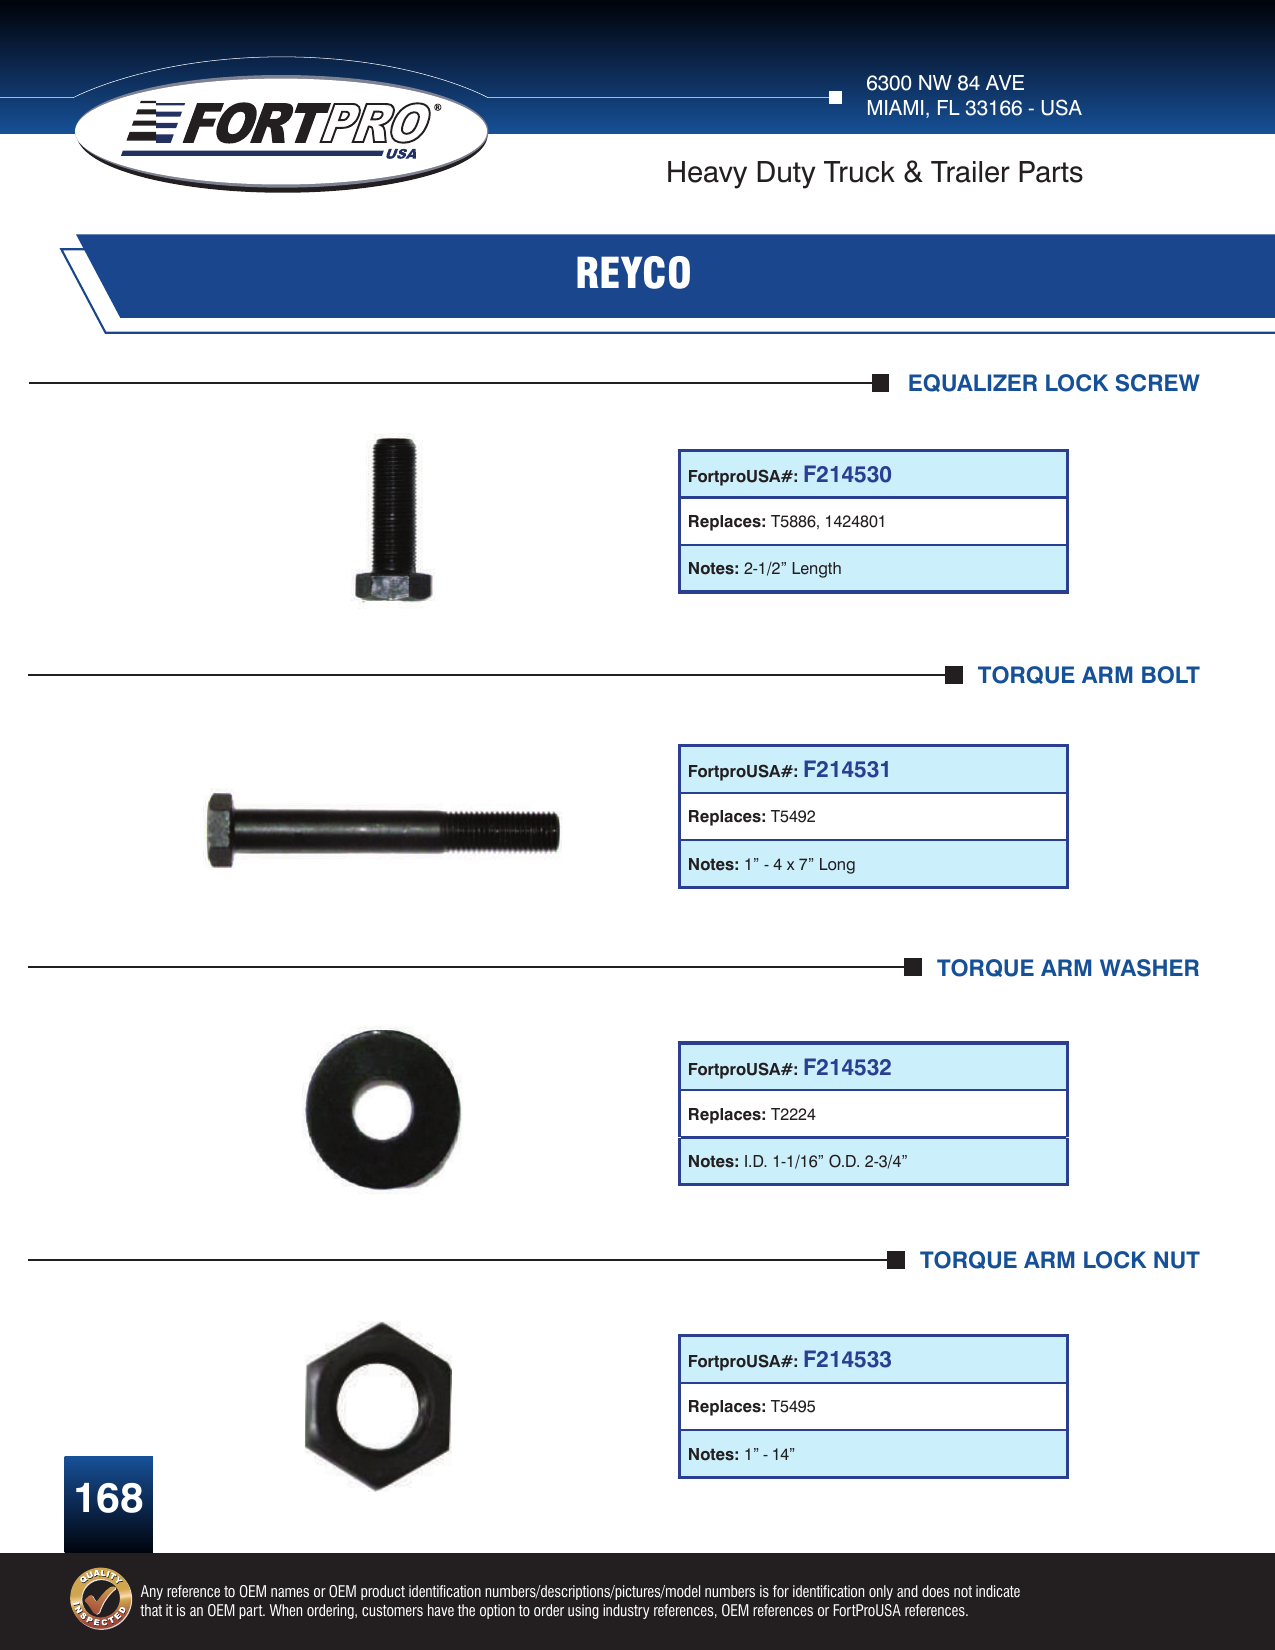 6300 NW 84 AVE
MIAMI, FL 33166 - USA
FORTPRO®
USA
Heavy Duty Truck & Trailer Parts
REYCO
EQUALIZER LOCK SCREW
FortproUSA#: F214530
Replaces: T5886, 1424801
Notes: 2-1/2” Length
TORQUE ARM BOLT
FortproUSA#: F214531
Replaces: T5492
Notes: 1” - 4 x 7” Long
TORQUE ARM WASHER
FortproUSA#: F214532
Replaces: T2224
Notes: I.D. 1-1/16” O.D. 2-3/4”
TORQUE ARM LOCK NUT
FortproUSA#: F214533
Replaces: T5495
Notes: 1” - 14”
168
QUALITY
INSPECTED
Any reference to OEM names or OEM product identification numbers/descriptions/pictures/model numbers is for identification only and does not indicate
that it is an OEM part. When ordering, customers have the option to order using industry references, OEM references or FortProUSA references.